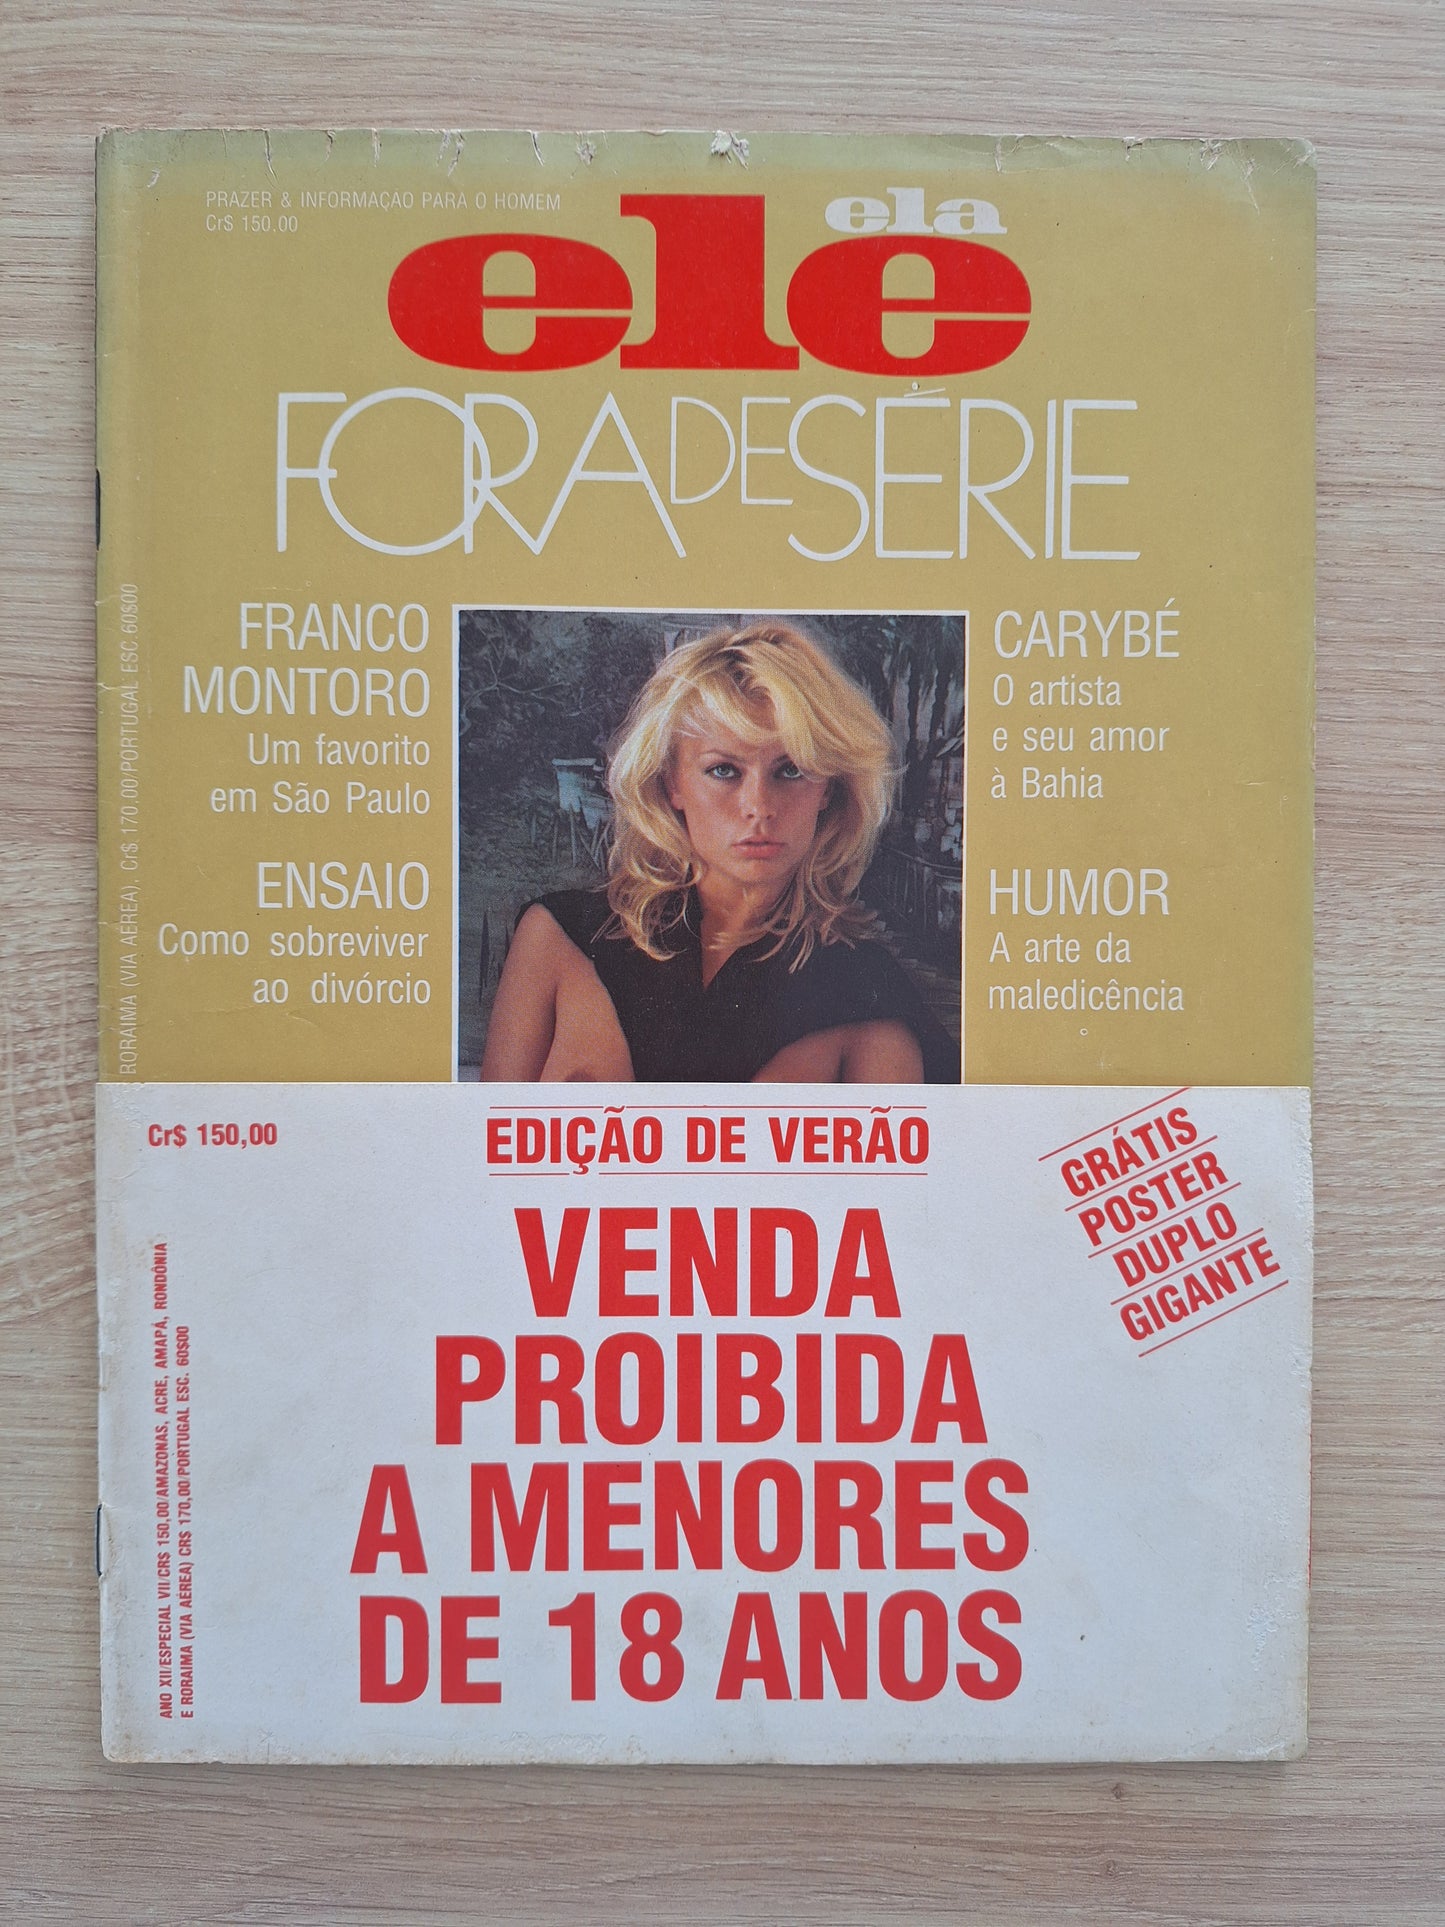 PRAZER & INFORMAÇÃO PARA O HOMEM
Cr$ 150,00
ela
ele
FORA DE SÉRIE
FRANCO
MONTORO
Um favorito
em São Paulo
ENSAIO
Como sobreviver
ao divórcio
CARYBÉ
O artista
e seu amor
à Bahia
HUMOR
A arte da
maledicência
RORAIMA (VIA AÉREA), Cr$ 170,00/PORTUGAL ESC. 60$00
Cr$ 150,00
EDIÇÃO DE VERÃO
GRÁTIS
POSTER
DUPLO
GIGANTE
VENDA
PROIBIDA
A MENORES
DE 18 ANOS
ANO XII/ESPECIAL VII/CR$ 150,00/AMAZONAS, ACRE, AMAPÁ, RONDÔNIA
E RORAIMA (VIA AÉREA) CR$ 170,00/PORTUGAL ESC. 60$00